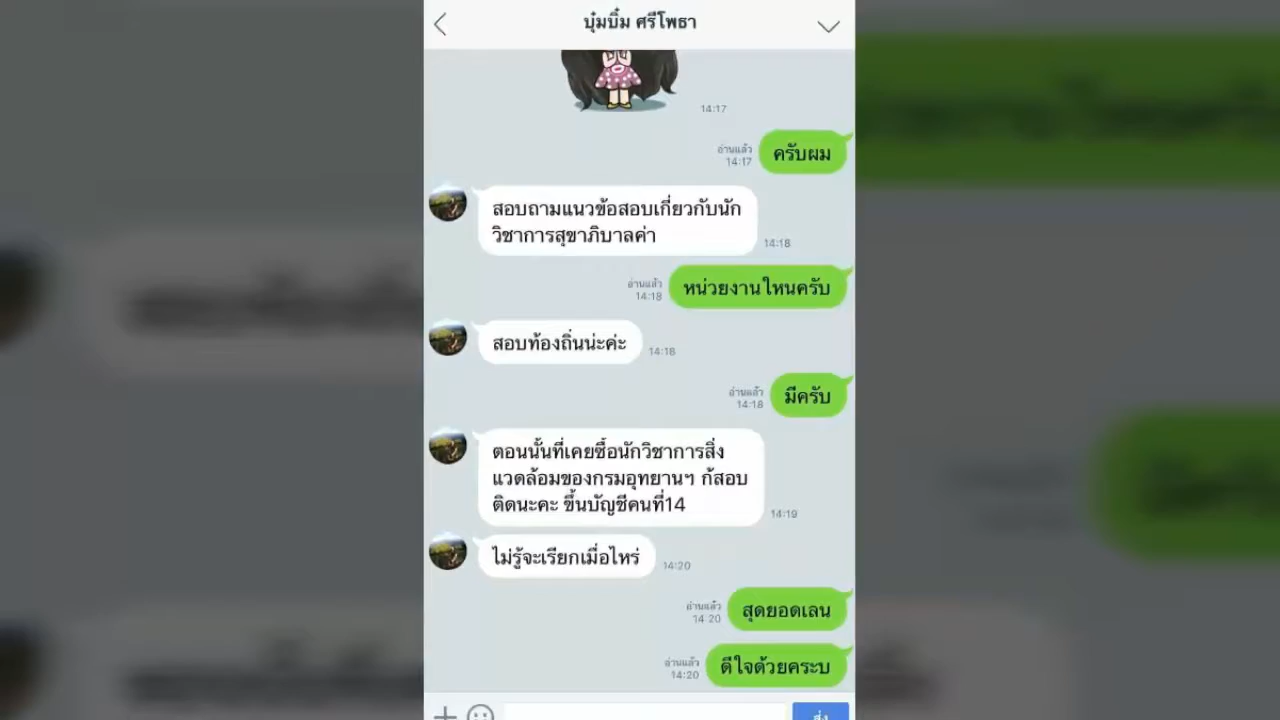 บุ๋มบิ๋ม ศรีโพธา
14:17
ครับผม
อ่านแล้ว
14:17
สอบถามแนวข้อสอบเกี่ยวกับนัก
วิชาการสุขาภิบาลค่า
14:18
หน่วยงานใหนครับ
อ่านแล้ว
14:18
สอบท้องถิ่นน่ะค่ะ
14:18
มีครับ
อ่านแล้ว
14:18
ตอนนั้นที่เคยซื้อนักวิชาการสิ่ง
แวดล้อมของกรมอุทยานฯ ก้สอบ
ติดนะคะ ขึ้นบัญชีคนที่14
14:19
ไม่รู้จะเรียกเมื่อไหร่
14:20
สุดยอดเลน
อ่านแล้ว
14:20
ดีใจด้วยคระบ
อ่านแล้ว
14:20
ส่ง